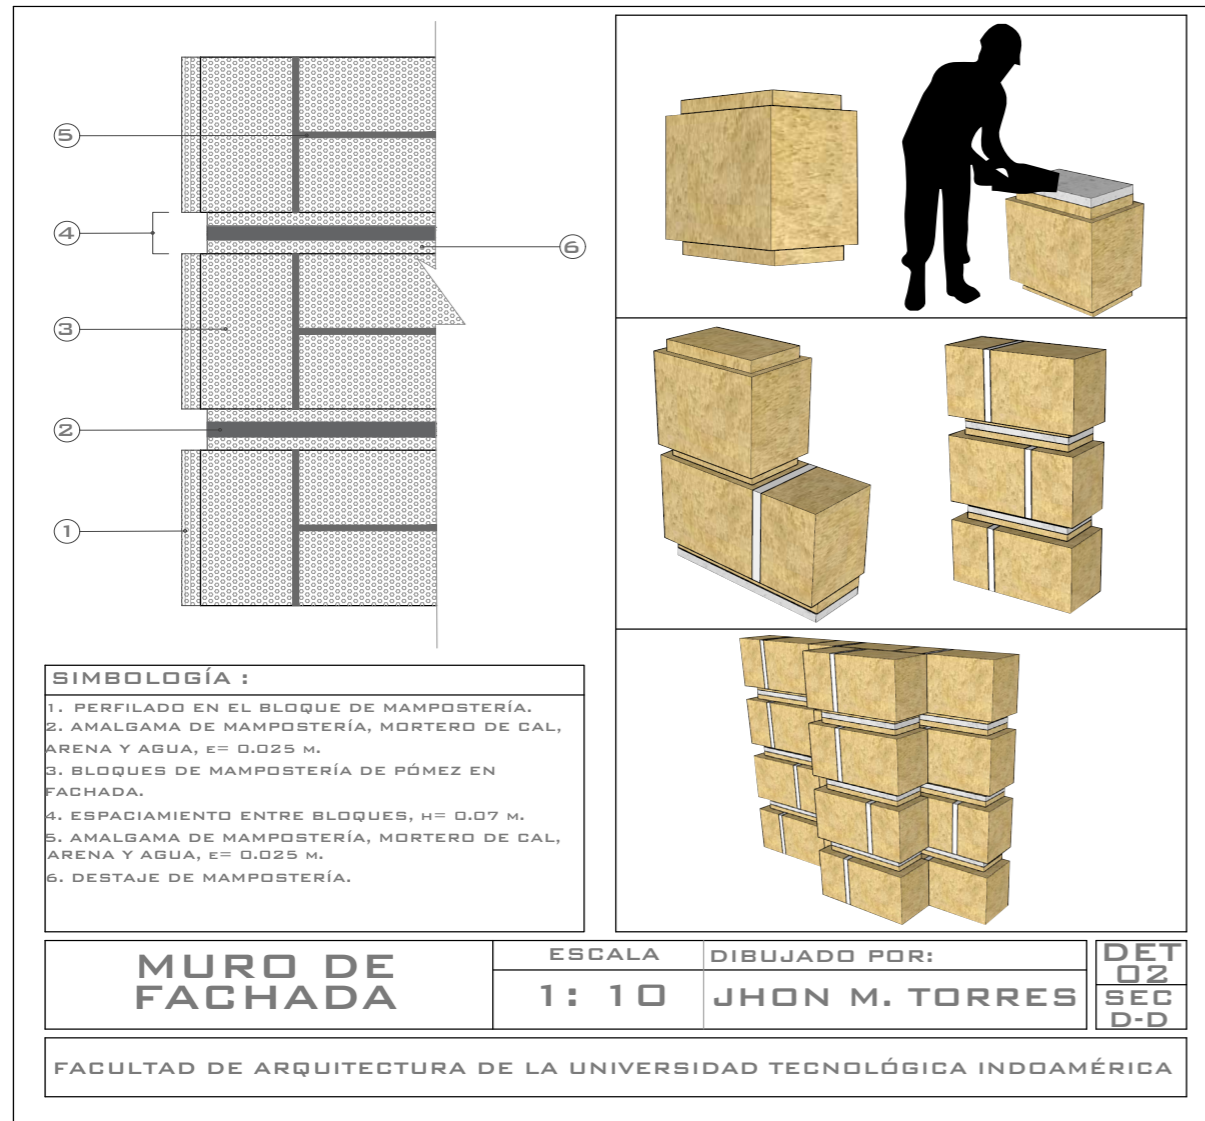 5
4
6
3
2
1
SIMBOLOGÍA :
1. PERFILADO EN EL BLOQUE DE MAMPOSTERÍA.
2. AMALGAMA DE MAMPOSTERÍA, MORTERO DE CAL,
ARENA Y AGUA, E= 0.025 M.
3. BLOQUES DE MAMPOSTERÍA DE PÓMEZ EN
FACHADA.
4. ESPACIAMIENTO ENTRE BLOQUES, H= 0.07 M.
5. AMALGAMA DE MAMPOSTERÍA, MORTERO DE CAL,
ARENA Y AGUA, E= 0.025 M.
6. DESTAJE DE MAMPOSTERÍA.
MURO DE
FACHADA
ESCALA
1: 10
DIBUJADO POR:
JHON M. TORRES
DET
02
SEC
D-D
FACULTAD DE ARQUITECTURA DE LA UNIVERSIDAD TECNOLÓGICA INDOAMÉRICA